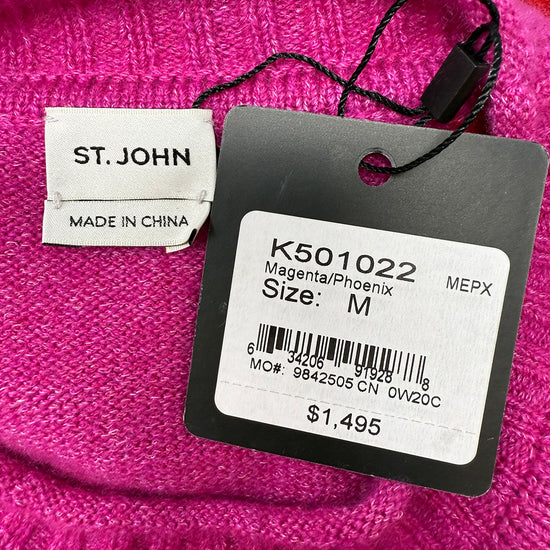 ST. JOHN
MADE IN CHINA
K501022 MEPX
Magenta/Phoenix
Size: M
6 34206 91928 8
MO#: 9842505 CN 0W20C
$1,495